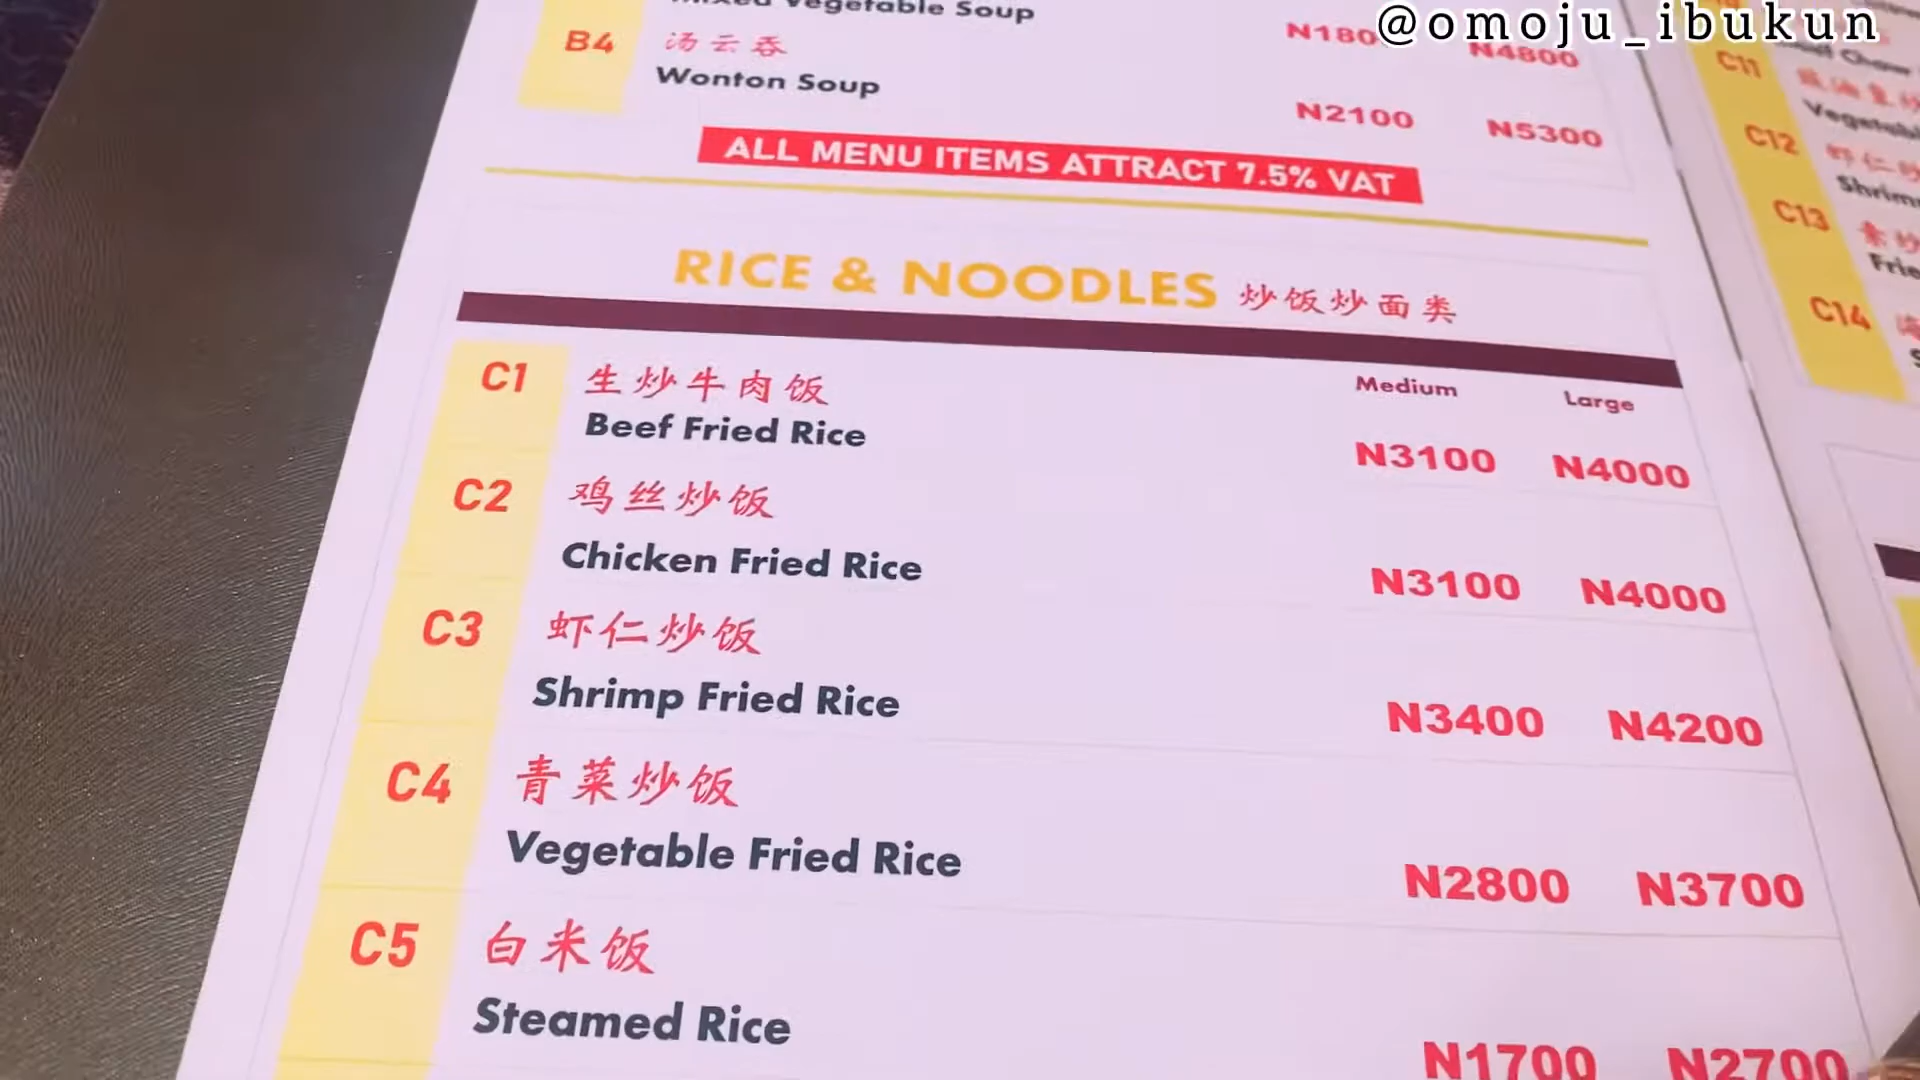 @omoju_ibukun
Vegetable Soup
N4800
B4 汤云吞
Wonton Soup
N2100 N5300
ALL MENU ITEMS ATTRACT 7.5% VAT
RICE & NOODLES 炒饭炒面类
Medium Large
C1 生炒牛肉饭
Beef Fried Rice
N3100 N4000
C2 鸡丝炒饭
Chicken Fried Rice
N3100 N4000
C3 虾仁炒饭
Shrimp Fried Rice
N3400 N4200
C4 青菜炒饭
Vegetable Fried Rice
N2800 N3700
C5 白米饭
Steamed Rice
N1700 N2700
C11
C12
C13
C14